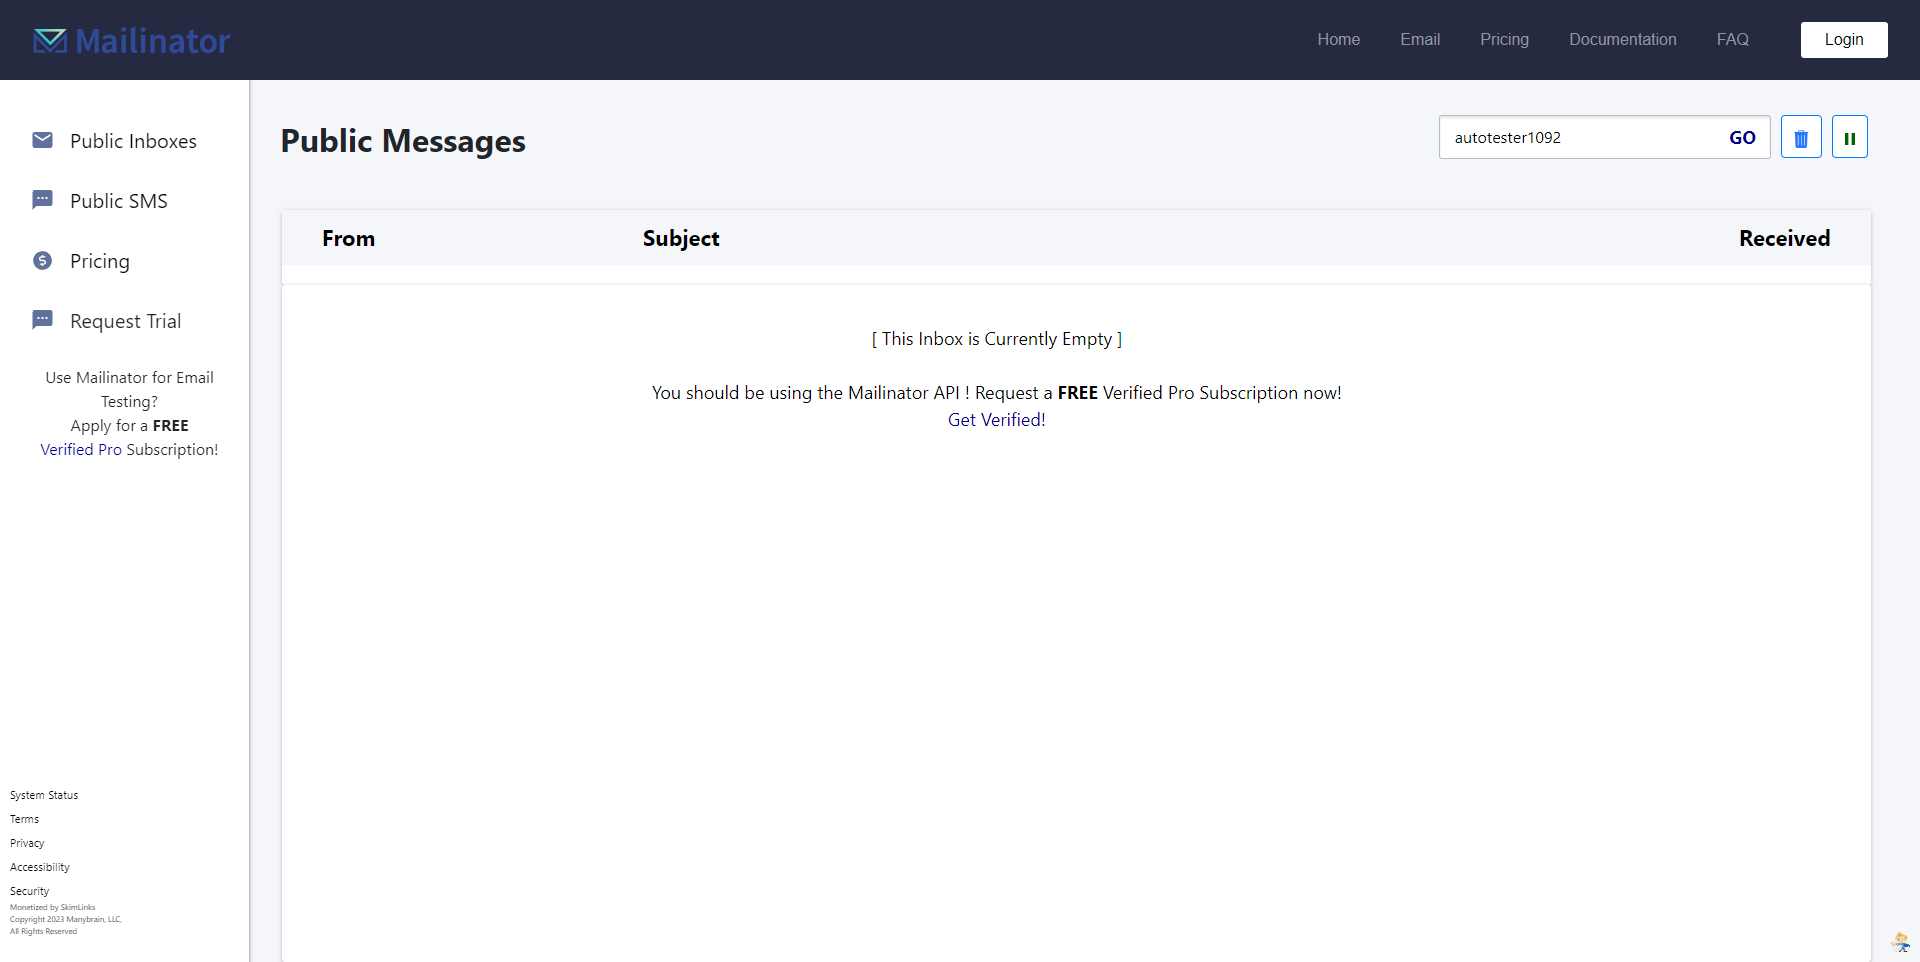 Mailinator
Home
Email
Pricing
Documentation
FAQ
Login
Public Inboxes
Public SMS
Pricing
Request Trial
Use Mailinator for Email
Testing?
Apply for a FREE
Verified Pro Subscription!
System Status
Terms
Privacy
Accessibility
Security
Monetized by SkimLinks
Copyright 2023 Manybrain, LLC,
All Rights Reserved
Public Messages
autotester1092
GO
From
Subject
Received
[ This Inbox is Currently Empty ]
You should be using the Mailinator API ! Request a FREE Verified Pro Subscription now!
Get Verified!